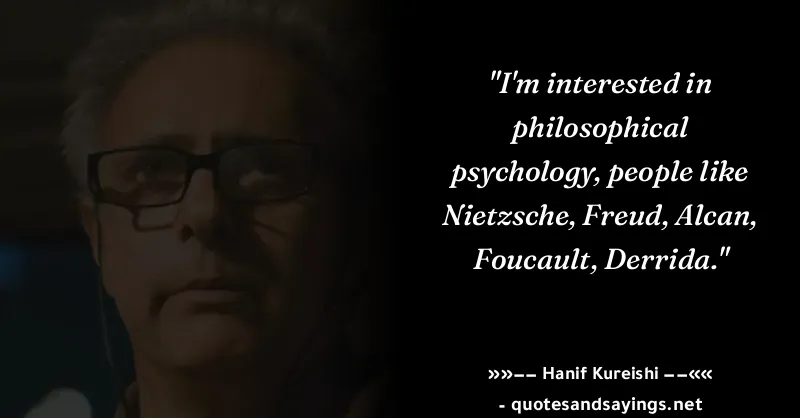 "I'm interested in
philosophical
psychology, people like
Nietzsche, Freud, Alcan,
Foucault, Derrida."
»»−− Hanif Kureishi −−««
- quotesandsayings.net